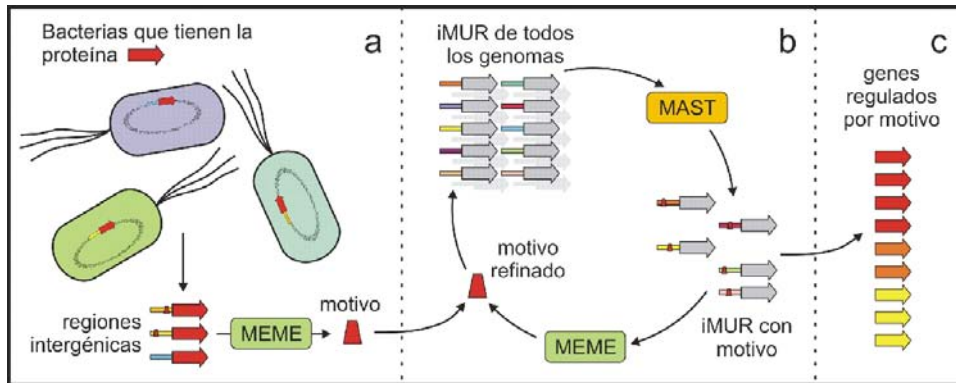 Bacterias que tienen la
proteína
a
regiones
intergénicas
MEME
motivo
iMUR de todos
los genomas
b
MAST
motivo
refinado
MEME
iMUR con
motivo
c
genes
regulados
por motivo